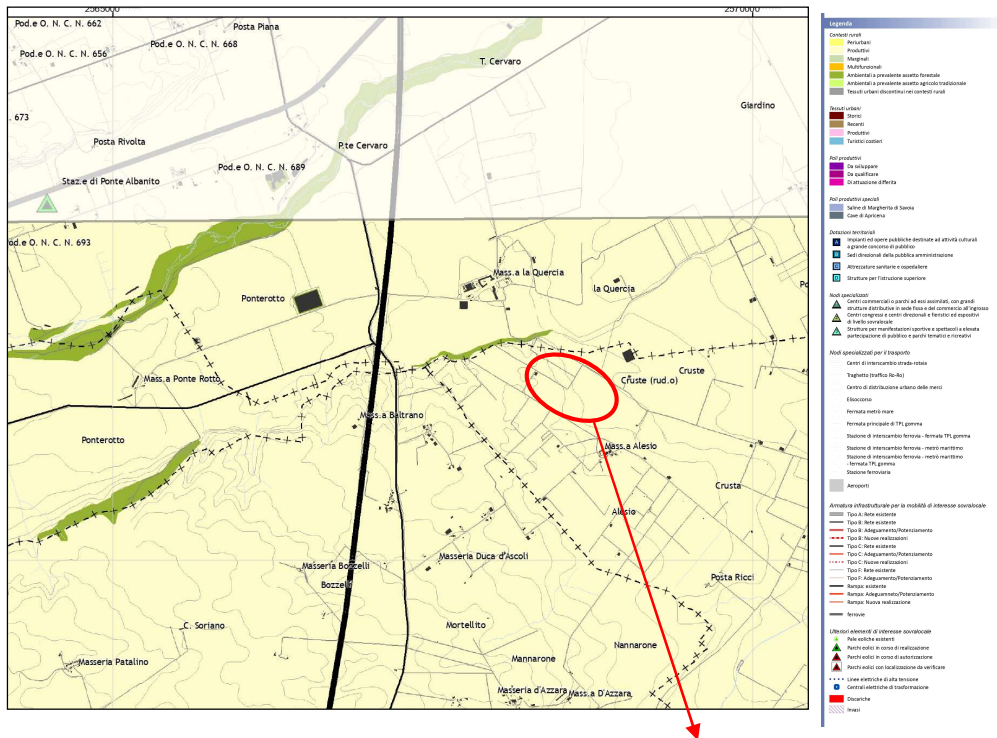 2565000
2570000
Pod.e O. N. C. N. 662
Posta Piana
Pod.e O. N. C. N. 668
Pod.e O. N. C. N. 656
T. Cervaro
Giardino
. 673
Posta Rivolta
P.te Cervaro
Pod.e O. N. C. N. 689
Staz.e di Ponte Albanito
od.e O. N. C. N. 693
Mass.a la Quercia
la Quercia
Po
Ponterotto
Mass.a Ponte Rotto
Cruste
Cruste (rud.o)
Mass.a Baltrano
Ponterotto
Mass.a Alesio
Crusta
Alesio
Masseria Duca d'Ascoli
Masseria Bozzelli
Bozzelli
Posta Ricci
C. Soriano
Mortellito
Nannarone
Masseria Patalino
Mannarone
Masseria d'Azzara
Mass.a D'Azzara
Legenda
Contesti rurali
Periurbani
Produttivi
Marginali
Multifunzionali
Ambientali a prevalente assetto forestale
Ambientali a prevalente assetto agricolo tradizionale
Tessuti urbani discontinui nei contesti rurali
Tessuti urbani
Storici
Recenti
Produttivi
Turistici costieri
Poli produttivi
Da sviluppare
Da qualificare
Di attuazione differita
Poli produttivi speciali
Saline di Margherita di Savoia
Cave di Apricena
Dotazioni territoriali
Impianti ed opere pubbliche destinate ad attività culturali
a grande concorso di pubblico
Sedi direzionali della pubblica amministrazione
Attrezzature sanitarie e ospedaliere
Strutture per l'istruzione superiore
Nodi specializzati
Centri commerciali o parchi ad essi assimilati, con grandi
strutture distributive in sede fissa e del commercio all'ingrosso
Centri congressi e centri direzionali e fieristici ed espositivi
di livello sovralocale
Strutture per manifestazioni sportive e spettacoli a elevata
partecipazione di pubblico e parchi tematici e ricreativi
Nodi specializzati per il trasporto
Centri di intercambio strada-rotaia
Traghetto (traffico Ro-Ro)
Centro di distribuzione urbano delle merci
Elisoccorso
Fermata metrò mare
Fermata principale di TPL gomma
Stazione di interscambio ferrovia - fermata TPL gomma
Stazione di interscambio ferrovia - metrò marittimo
Stazione di interscambio ferrovia - metrò marittimo
- fermata TPL gomma
Stazione ferroviaria
Aeroporti
Armatura infrastrutturale per la mobilità di interesse sovralocale
Tipo A: Rete esistente
Tipo B: Rete esistente
Tipo B: Adeguamento/Potenziamento
Tipo B: Nuove realizzazioni
Tipo C: Rete esistente
Tipo C: Adeguamento/Potenziamento
Tipo C: Nuove realizzazioni
Tipo F: Rete esistente
Tipo F: Adeguamento/Potenziamento
Rampa: esistente
Rampa: Adeguamneto/Potenziamento
Rampa: Nuova realizzazione
ferrovie
Ulteriori elementi di interesse sovralocale
Pale eoliche esistenti
Parchi eolici in corso di realizzazione
Parchi eolici in corso di autorizzazione
Parchi eolici con localizzazione da verificare
Linee elettriche di alta tensione
Centrali elettriche di trasformazione
Discariche
Invasi